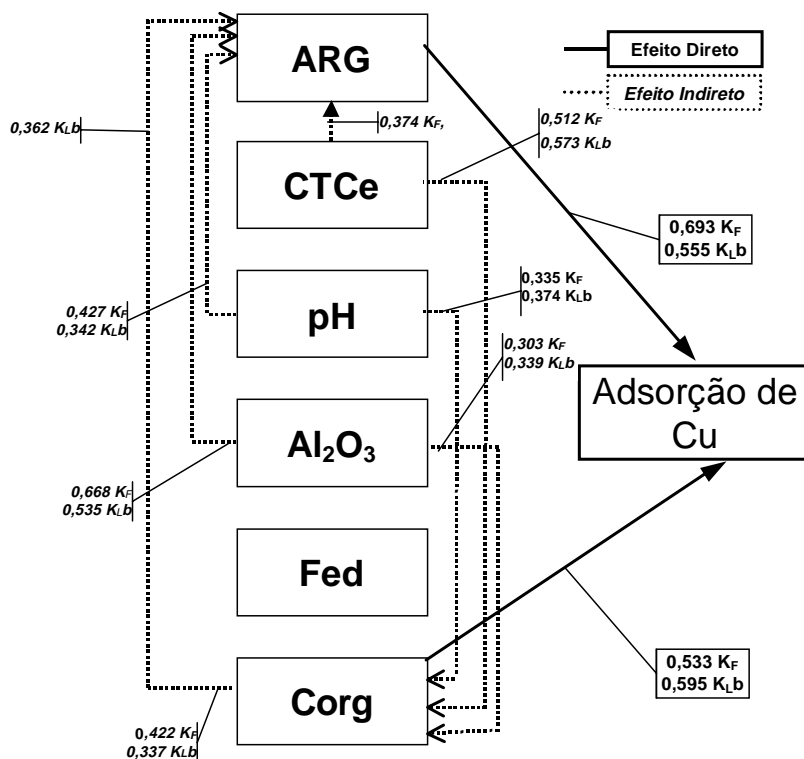 ARG
Efeito Direto
Efeito Indireto
0,362 KLb
0,374 KF,
0,512 KF
0,573 KLb
CTCe
0,693 KF
0,555 KLb
0,335 KF
0,374 KLb
pH
0,427 KF
0,342 KLb
0,303 KF
0,339 KLb
Adsorção de
Cu
Al₂O₃
0,668 KF
0,535 KLb
Fed
0,533 KF
0,595 KLb
Corg
0,422 KF
0,337 KLb